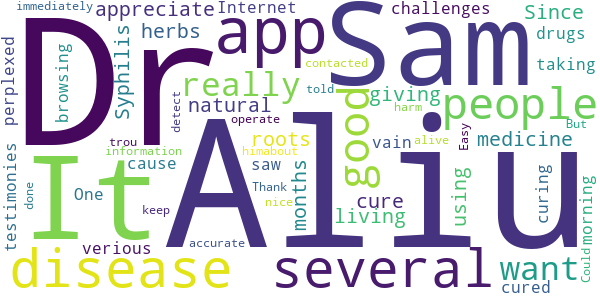 immediately
appreciate
Internet
challenges
Since
herbs
drugs
taking
perplexed
browsing
Syphilis
Dr
app
Sam
really
contacted
told
giving
people
natural
detect
operate
harm
good
It
Aliu
roots
vain
medicine
Easy
But
trou
information
himabout
alive
cause
saw
months
testimonies
One
Thank
cure
using
curing
morning
done
keep
nice
living
verious
accurate
disease
several
want
Could
cured